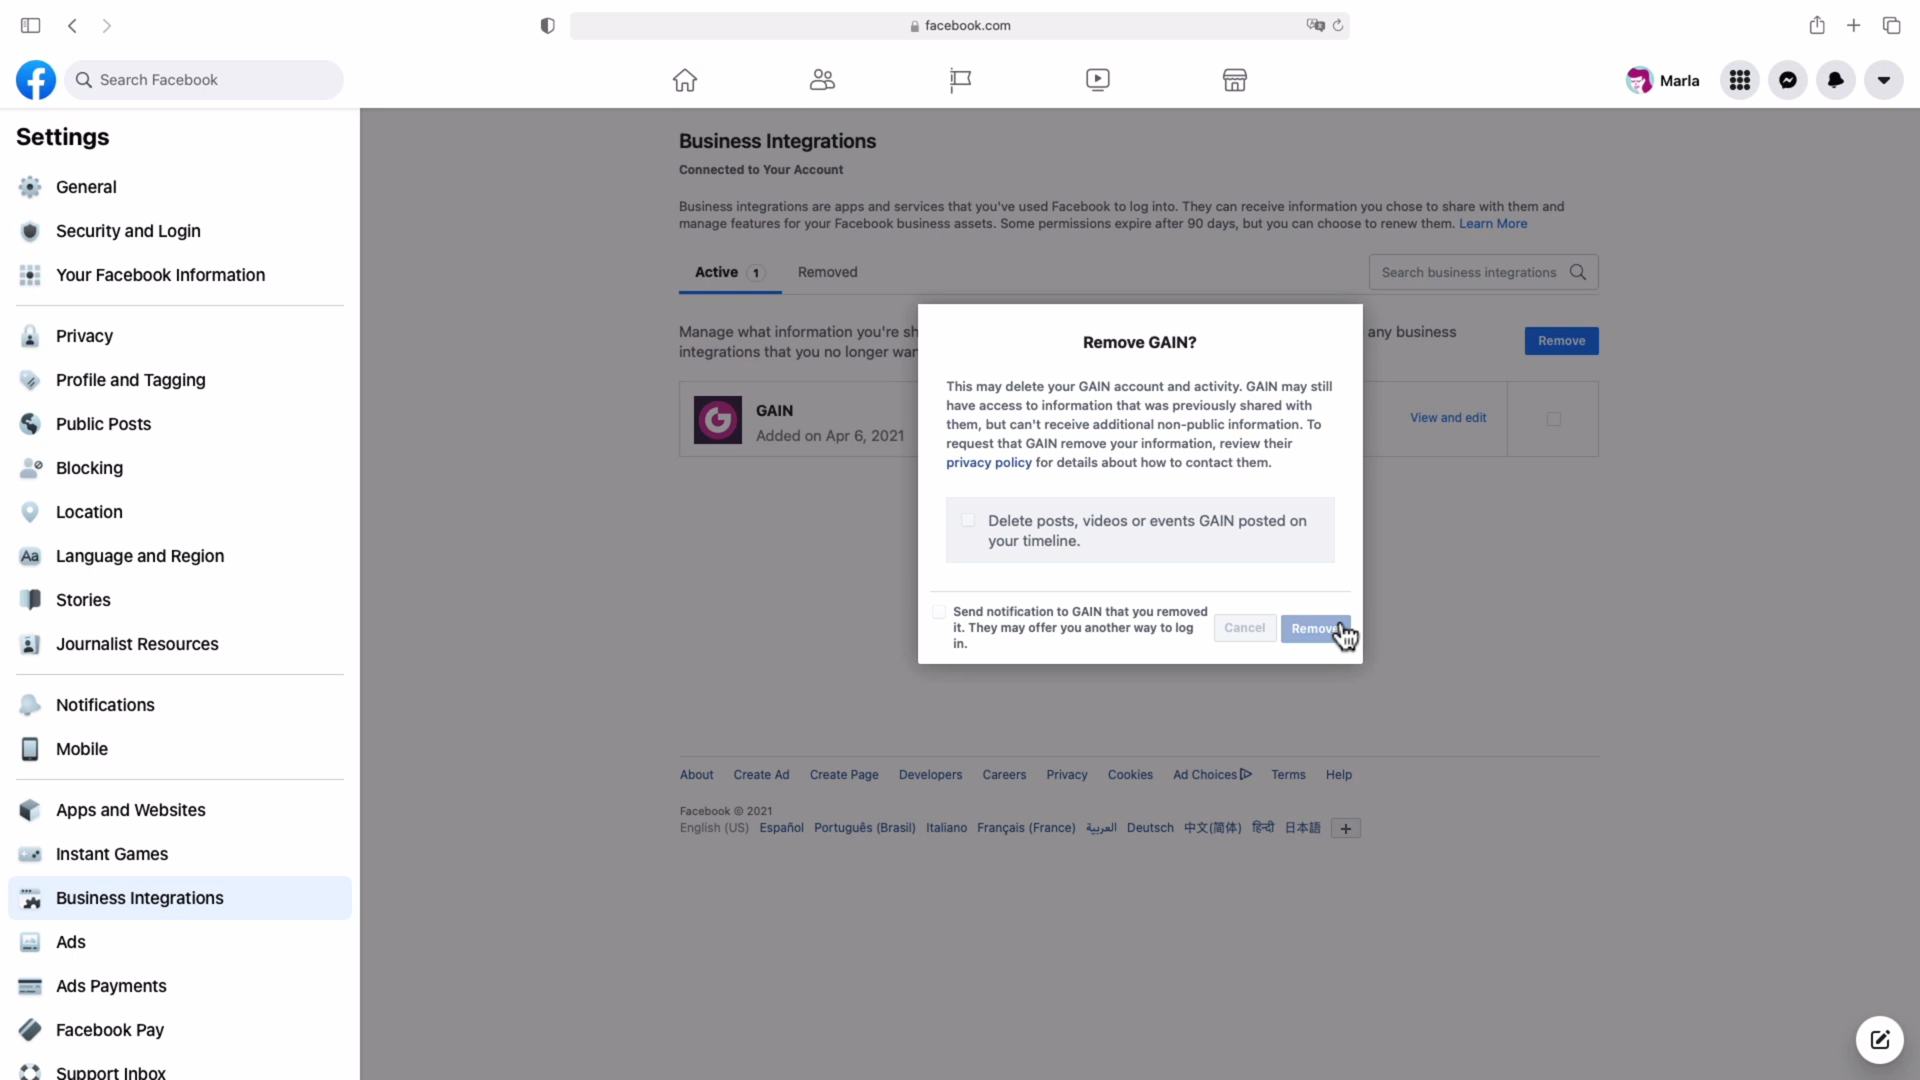 facebook.com
Search Facebook
Marla
Settings
General
Security and Login
Your Facebook Information
Privacy
Profile and Tagging
Public Posts
Blocking
Location
Aa Language and Region
Stories
Journalist Resources
Notifications
Mobile
Apps and Websites
Instant Games
Business Integrations
Ads
Ads Payments
Facebook Pay
Support Inbox
Business Integrations
Connected to Your Account
Business integrations are apps and services that you've used Facebook to log into. They can receive information you chose to share with them and
manage features for your Facebook business assets. Some permissions expire after 90 days, but you can choose to renew them. Learn More
Active 1 Removed Search business integrations
Manage what information you're any business
integrations that you no longer Remove
GAIN
Added on Apr 6, 2021
View and edit
Remove GAIN?
This may delete your GAIN account and activity. GAIN may still
have access to information that was previously shared with
them, but can't receive additional non-public information. To
request that GAIN remove your information, review their
privacy policy for details about how to contact them.
Delete posts, videos or events GAIN posted on
your timeline.
Send notification to GAIN that you removed
it. They may offer you another way to log
in.
Cancel Remove
About Create Ad Create Page Developers Careers Privacy Cookies Ad Choices Terms Help
Facebook © 2021
English (US) Español Português (Brasil) Italiano Français (France) العربية Deutsch 中文(简体) हिन्दी 日本語 +